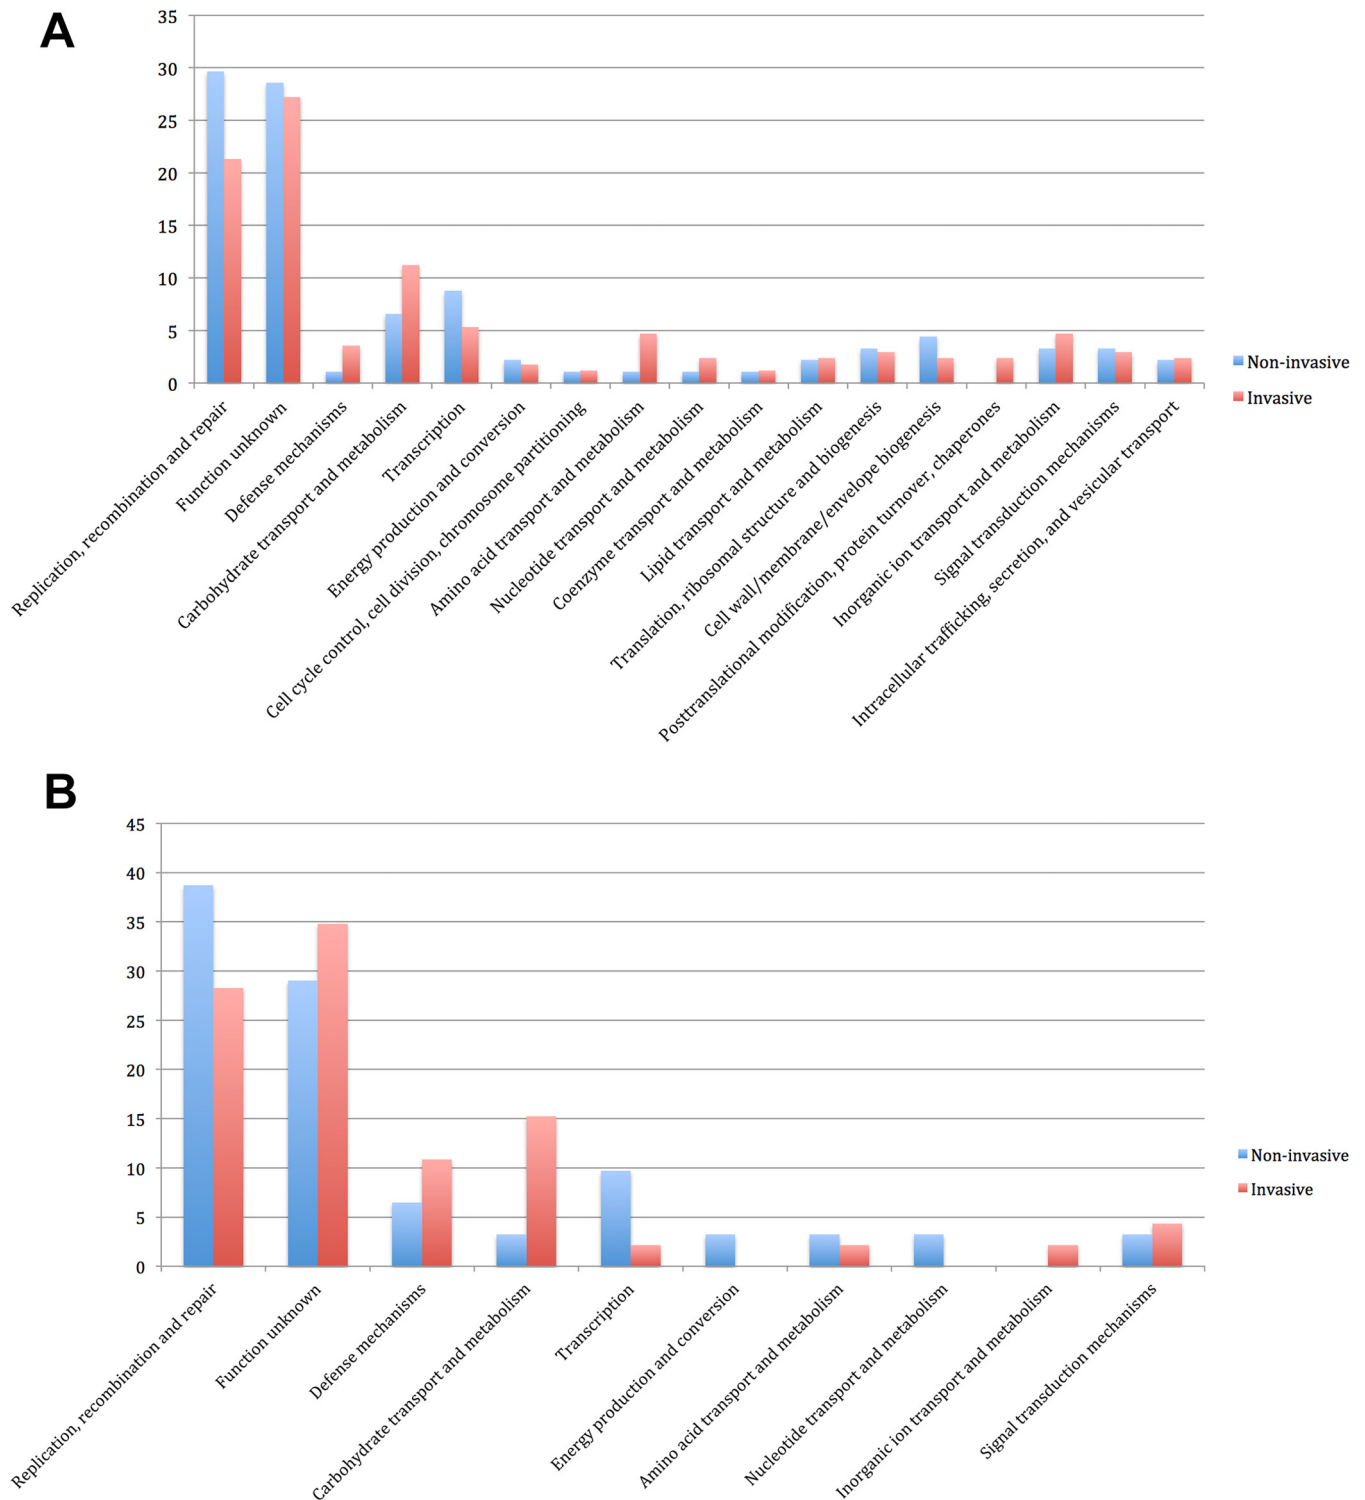 A
35
30
25
20
15
10
5
0
Non-invasive
Invasive
Replication, recombination and repair
Function unknown
Defense mechanisms
Carbohydrate transport and metabolism
Transcription
Energy production and conversion
Cell cycle control, cell division, chromosome partitioning
Amino acid transport and metabolism
Nucleotide transport and metabolism
Coenzyme transport and metabolism
Lipid transport and metabolism
Translation, ribosomal structure and biogenesis
Cell wall/membrane/envelope biogenesis
Posttranslational modification, protein turnover, chaperones
Inorganic ion transport and metabolism
Signal transduction mechanisms
Intracellular trafficking, secretion, and vesicular transport
B
45
40
35
30
25
20
15
10
5
0
Non-invasive
Invasive
Replication, recombination and repair
Function unknown
Defense mechanisms
Carbohydrate transport and metabolism
Transcription
Energy production and conversion
Amino acid transport and metabolism
Nucleotide transport and metabolism
Inorganic ion transport and metabolism
Signal transduction mechanisms